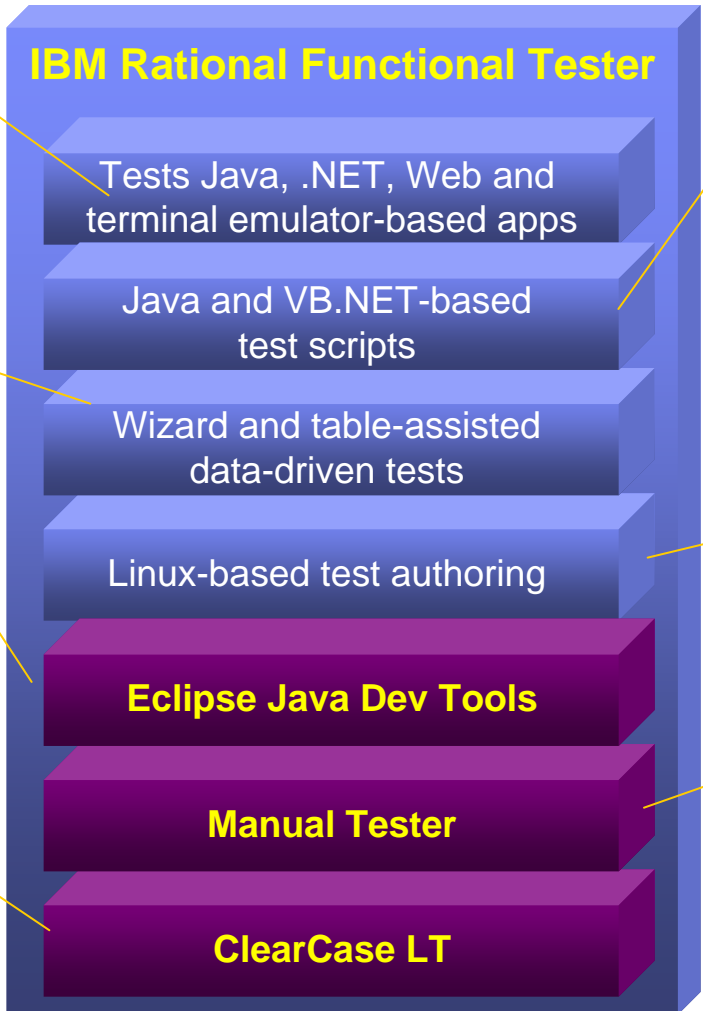 IBM Rational Functional Tester
Tests Java, .NET, Web and
terminal emulator-based apps
Java and VB.NET-based
test scripts
Wizard and table-assisted
data-driven tests
Linux-based test authoring
Eclipse Java Dev Tools
Manual Tester
ClearCase LT